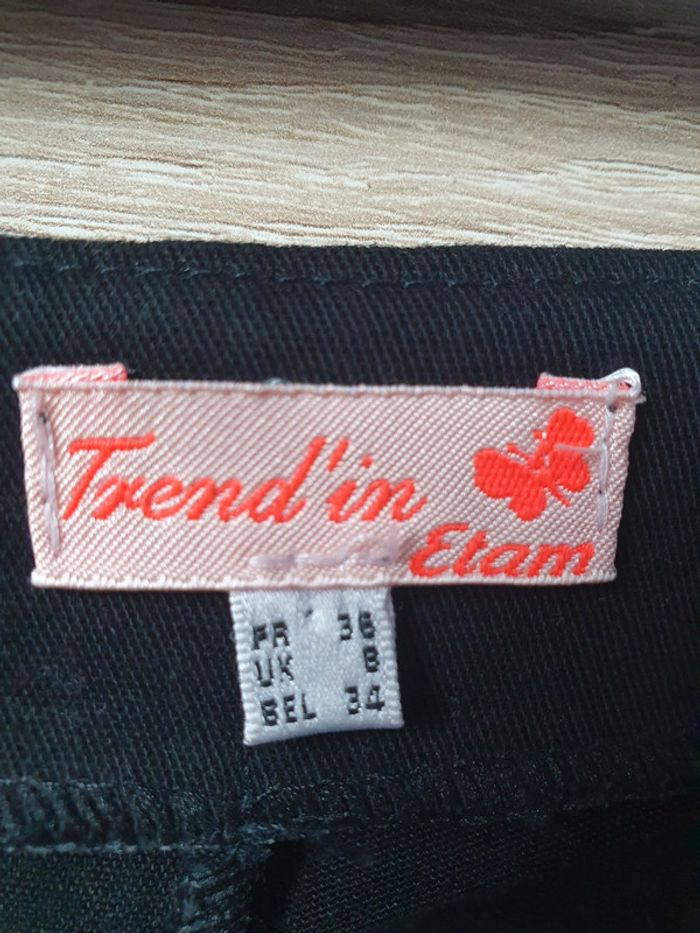 Trend'in
Etam
FR 36
UK 8
BEL 34